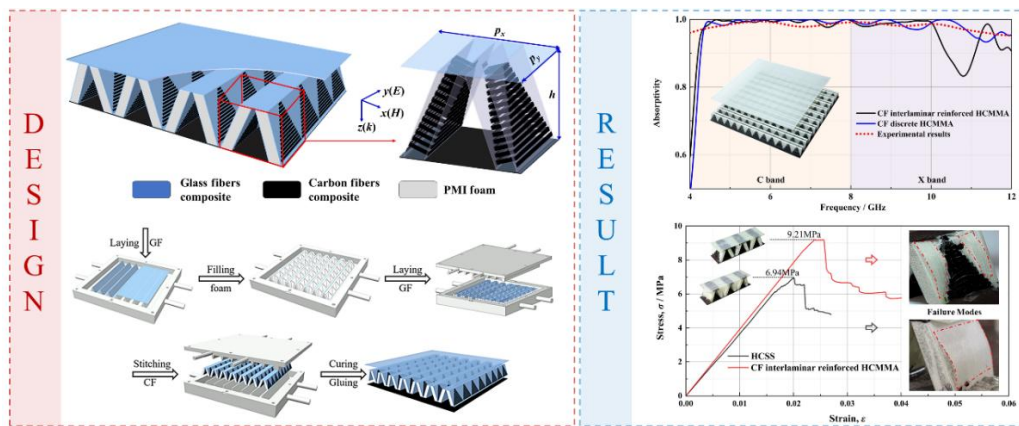 DESIGN
pₓ
pᵧ
h
y(E)
x(H)
z(k)
Glass fibers
composite
Carbon fibers
composite
PMI foam
Laying GF
Filling
foam
Laying
GF
Stitching
CF
Curing
Gluing
RESULT
1.0
0.8
0.6
Absorptivity
CF interlaminar reinforced HCMMA
CF discrete HCMMA
Experimental results
C band
X band
4
6
8
10
12
Frequency / GHz
10
8
6
4
2
0
Stress, σ / MPa
9.21MPa
6.94MPa
Failure Modes
HCSS
CF interlaminar reinforced HCMMA
0.00
0.01
0.02
0.03
0.04
0.05
0.06
Strain, ε